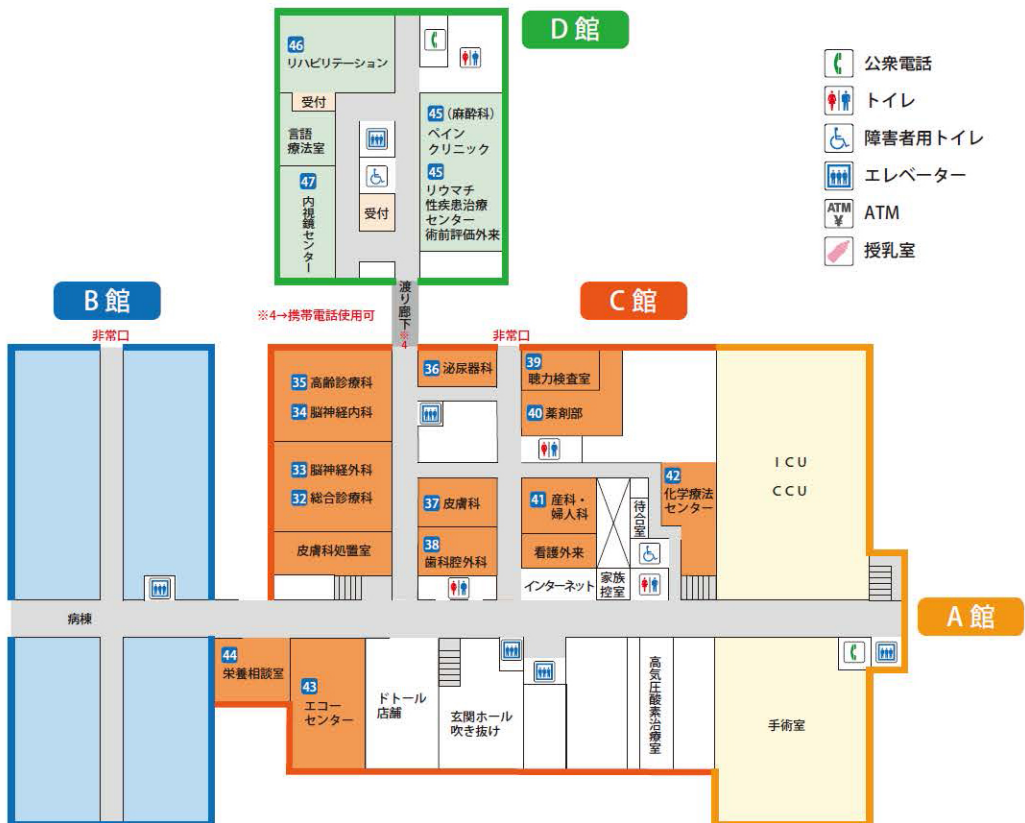 D館
46
リハビリテーション
受付
言語
療法室
47
内視鏡センター
受付
45 (麻酔科)
ペイン
クリニック
45
リウマチ
性疾患治療
センター
術前評価外来
公衆電話
トイレ
障害者用トイレ
エレベーター
ATM
¥
ATM
授乳室
B館
非常口
※4→携帯電話使用可
渡り廊下※4
C館
非常口
35 高齢診療科
34 脳神経内科
33 脳神経外科
32 総合診療科
皮膚科処置室
36 泌尿器科
39
聴力検査室
40 薬剤部
37 皮膚科
38
歯科口腔外科
41 産科・
婦人科
看護外来
インターネット
家族
控室
待合室
42
化学療法
センター
ICU
CCU
A館
病棟
44
栄養相談室
43
エコー
センター
ドトール
店舗
玄関ホール
吹き抜け
高気圧酸素治療室
手術室